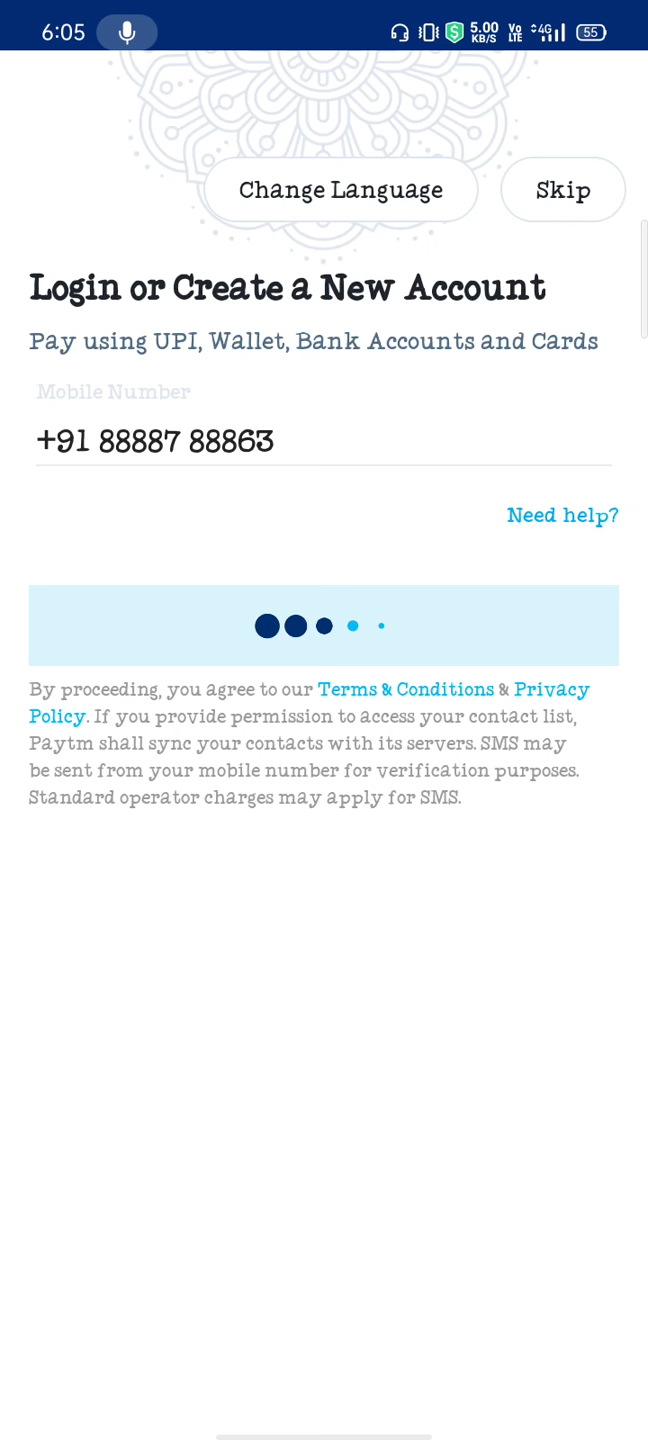 6:05 5.00 KB/S Vo LTE 4G 55
Change Language Skip
Login or Create a New Account
Pay using UPI, Wallet, Bank Accounts and Cards
Mobile Number
+91 88887 88863
Need help?
By proceeding, you agree to our Terms & Conditions & Privacy
Policy. If you provide permission to access your contact list,
Paytm shall sync your contacts with its servers. SMS may
be sent from your mobile number for verification purposes.
Standard operator charges may apply for SMS.